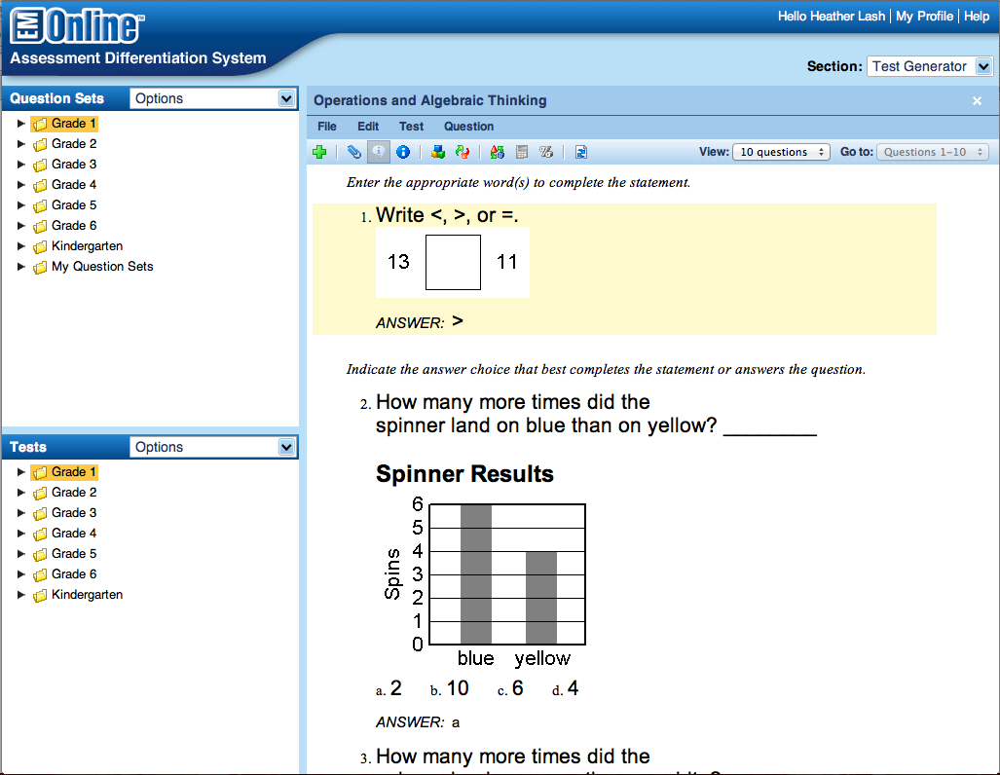 EM Online™
Hello Heather Lash | My Profile | Help
Assessment Differentiation System
Section: Test Generator
Question Sets Options
Grade 1
Grade 2
Grade 3
Grade 4
Grade 5
Grade 6
Kindergarten
My Question Sets
Tests Options
Grade 1
Grade 2
Grade 3
Grade 4
Grade 5
Grade 6
Kindergarten
Operations and Algebraic Thinking
File Edit Test Question
View: 10 questions Go to: Questions 1-10
Enter the appropriate word(s) to complete the statement.
1. Write <, >, or =.
13 11
ANSWER: >
Indicate the answer choice that best completes the statement or answers the question.
2. How many more times did the
spinner land on blue than on yellow? ________
Spinner Results
6
5
4
3
2
1
0
Spins
blue yellow
a. 2 b. 10 c. 6 d. 4
ANSWER: a
3. How many more times did the